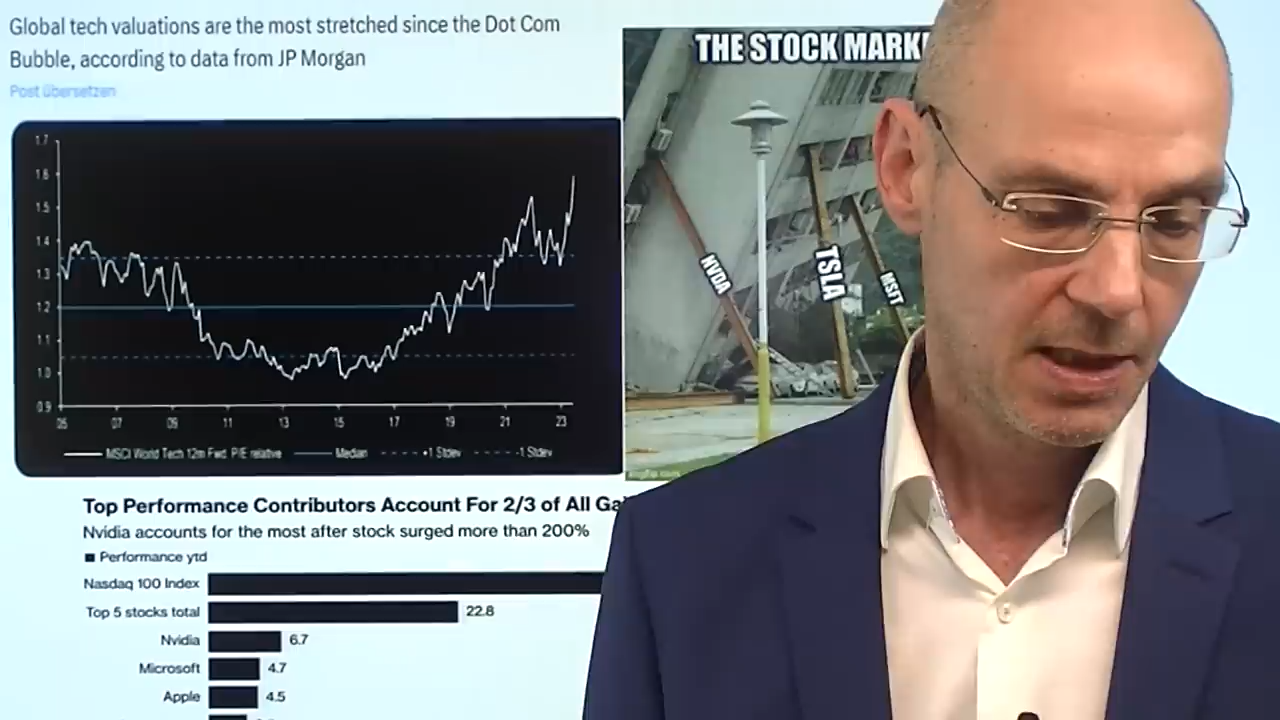 Global tech valuations are the most stretched since the Dot Com
Bubble, according to data from JP Morgan
Post übersetzen
1.7
1.6
1.5
1.4
1.3
1.2
1.1
1.0
0.9
05 07 09 11 13 15 17 19 21 23
MSCI World Tech 12m Fwd. P/E relative Median +1 Stdev -1 Stdev
THE STOCK MARK
NVDA
TSLA
MSFT
imgflip.com
Top Performance Contributors Account For 2/3 of All Ga
Nvidia accounts for the most after stock surged more than 200%
Performance ytd
Nasdaq 100 Index
Top 5 stocks total 22.8
Nvidia 6.7
Microsoft 4.7
Apple 4.5